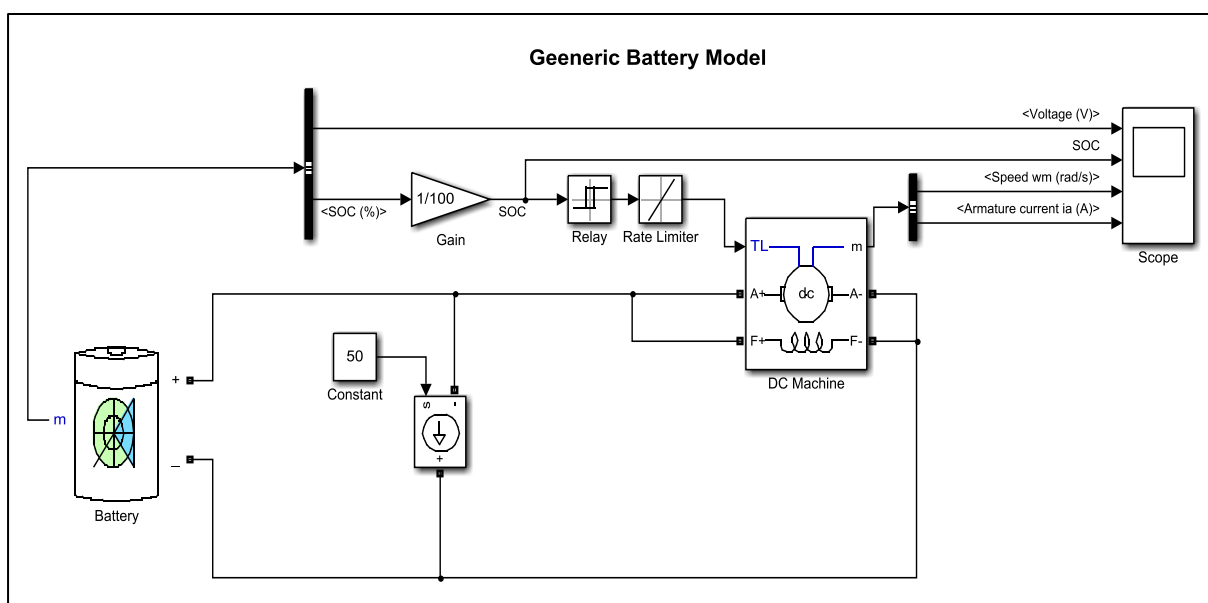 Geeneric Battery Model
<Voltage (V)>
SOC
<Speed wm (rad/s)>
<Armature current ia (A)>
Scope
<SOC (%)>
1/100
Gain
SOC
Relay
Rate Limiter
TL
m
A+
dc
A-
F+
F-
DC Machine
50
Constant
s
-
+
+
m
_
Battery